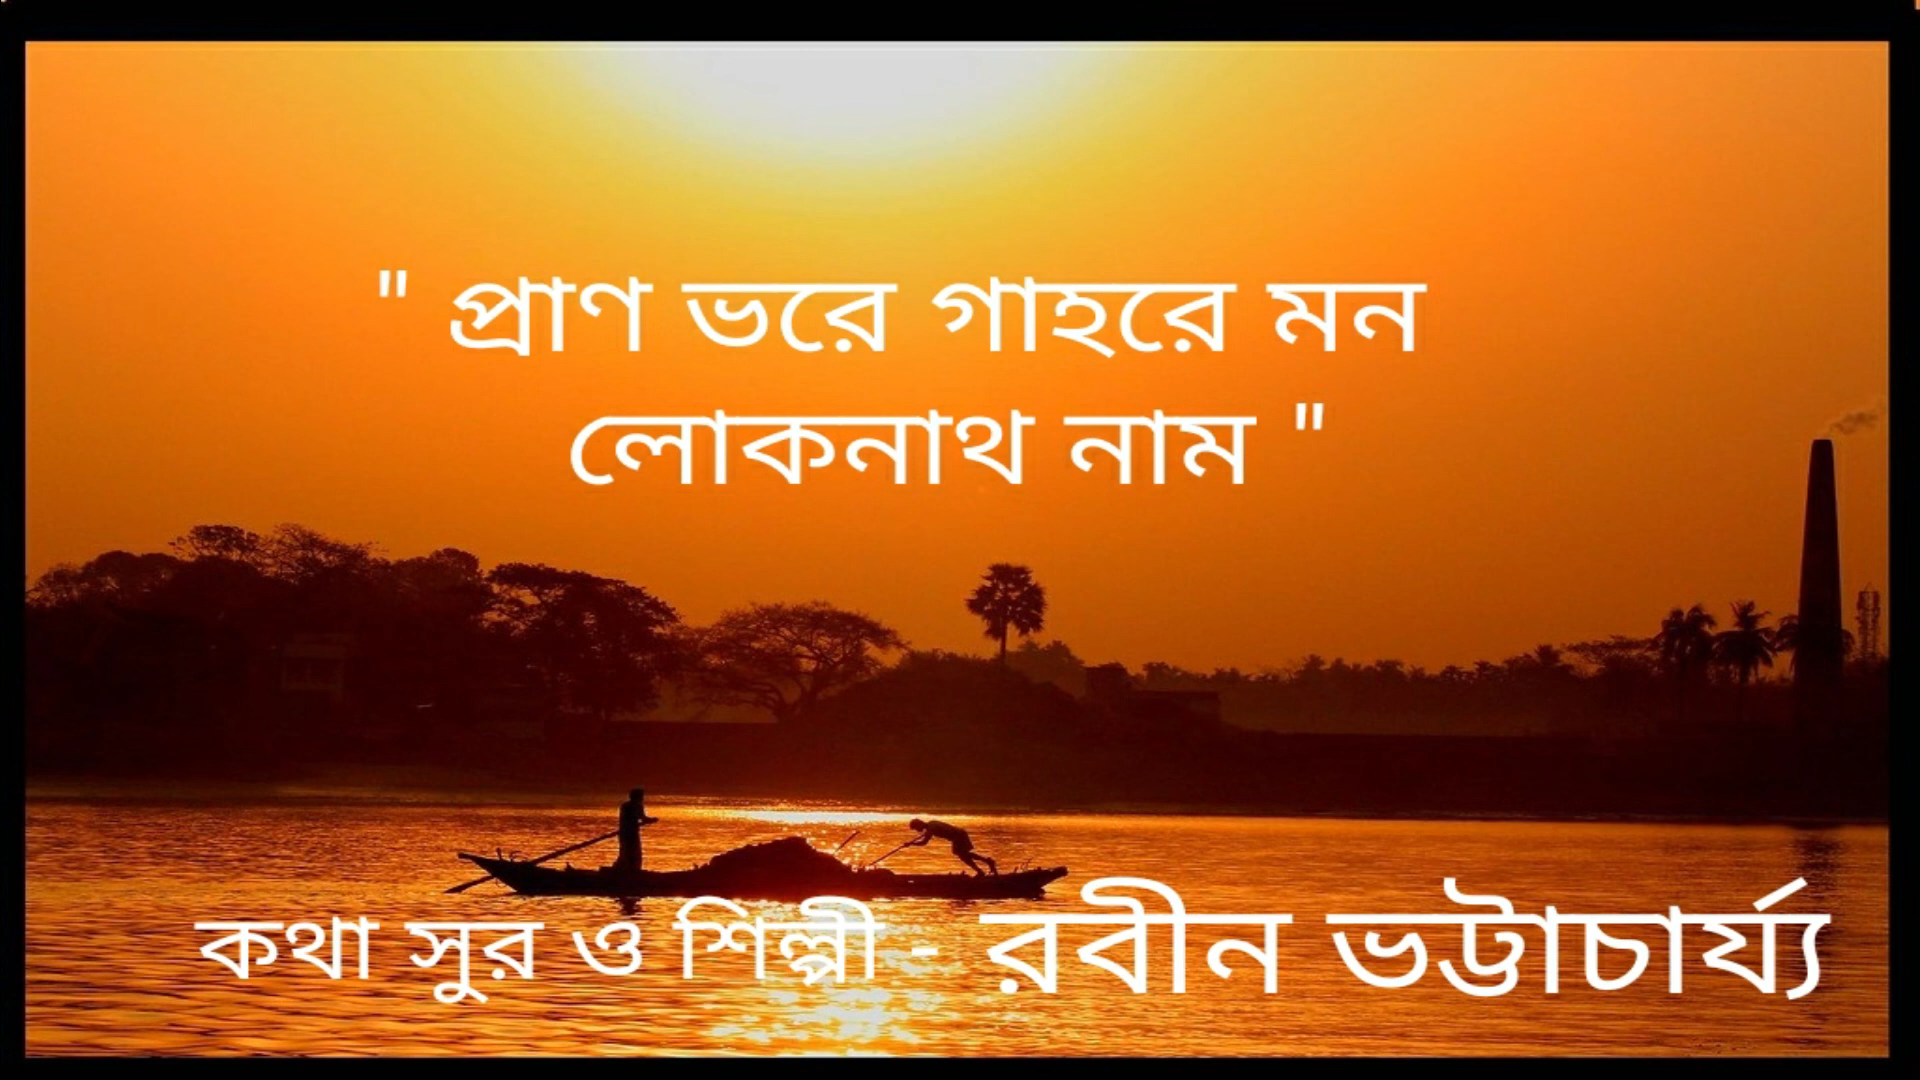 " প্রাণ ভরে গাহরে মন
লোকনাথ নাম "
কথা সুর ও শিল্পী - রবীন ভট্টাচার্য্য